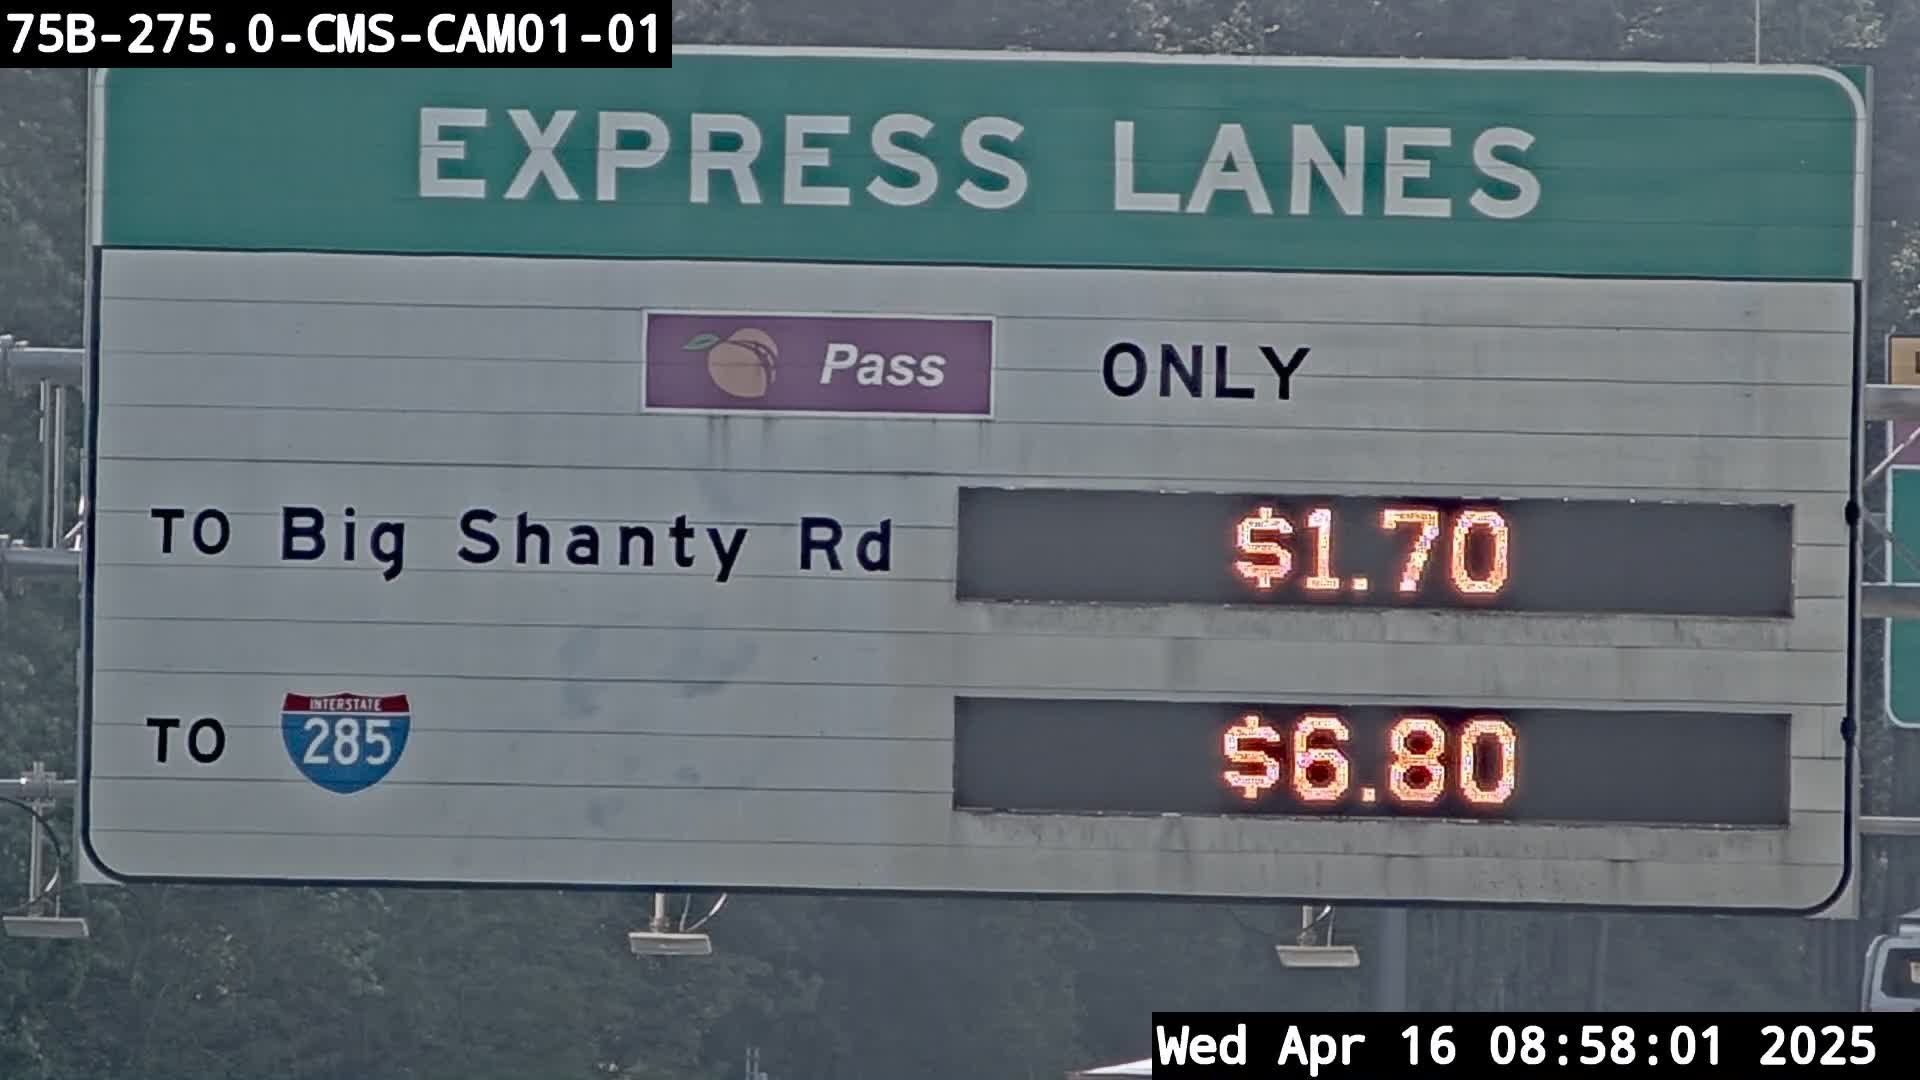 75B-275.0-CMS-CAM01-01
EXPRESS LANES
Pass ONLY
TO Big Shanty Rd $1.70
TO INTERSTATE 285 $6.80
Wed Apr 16 08:58:01 2025